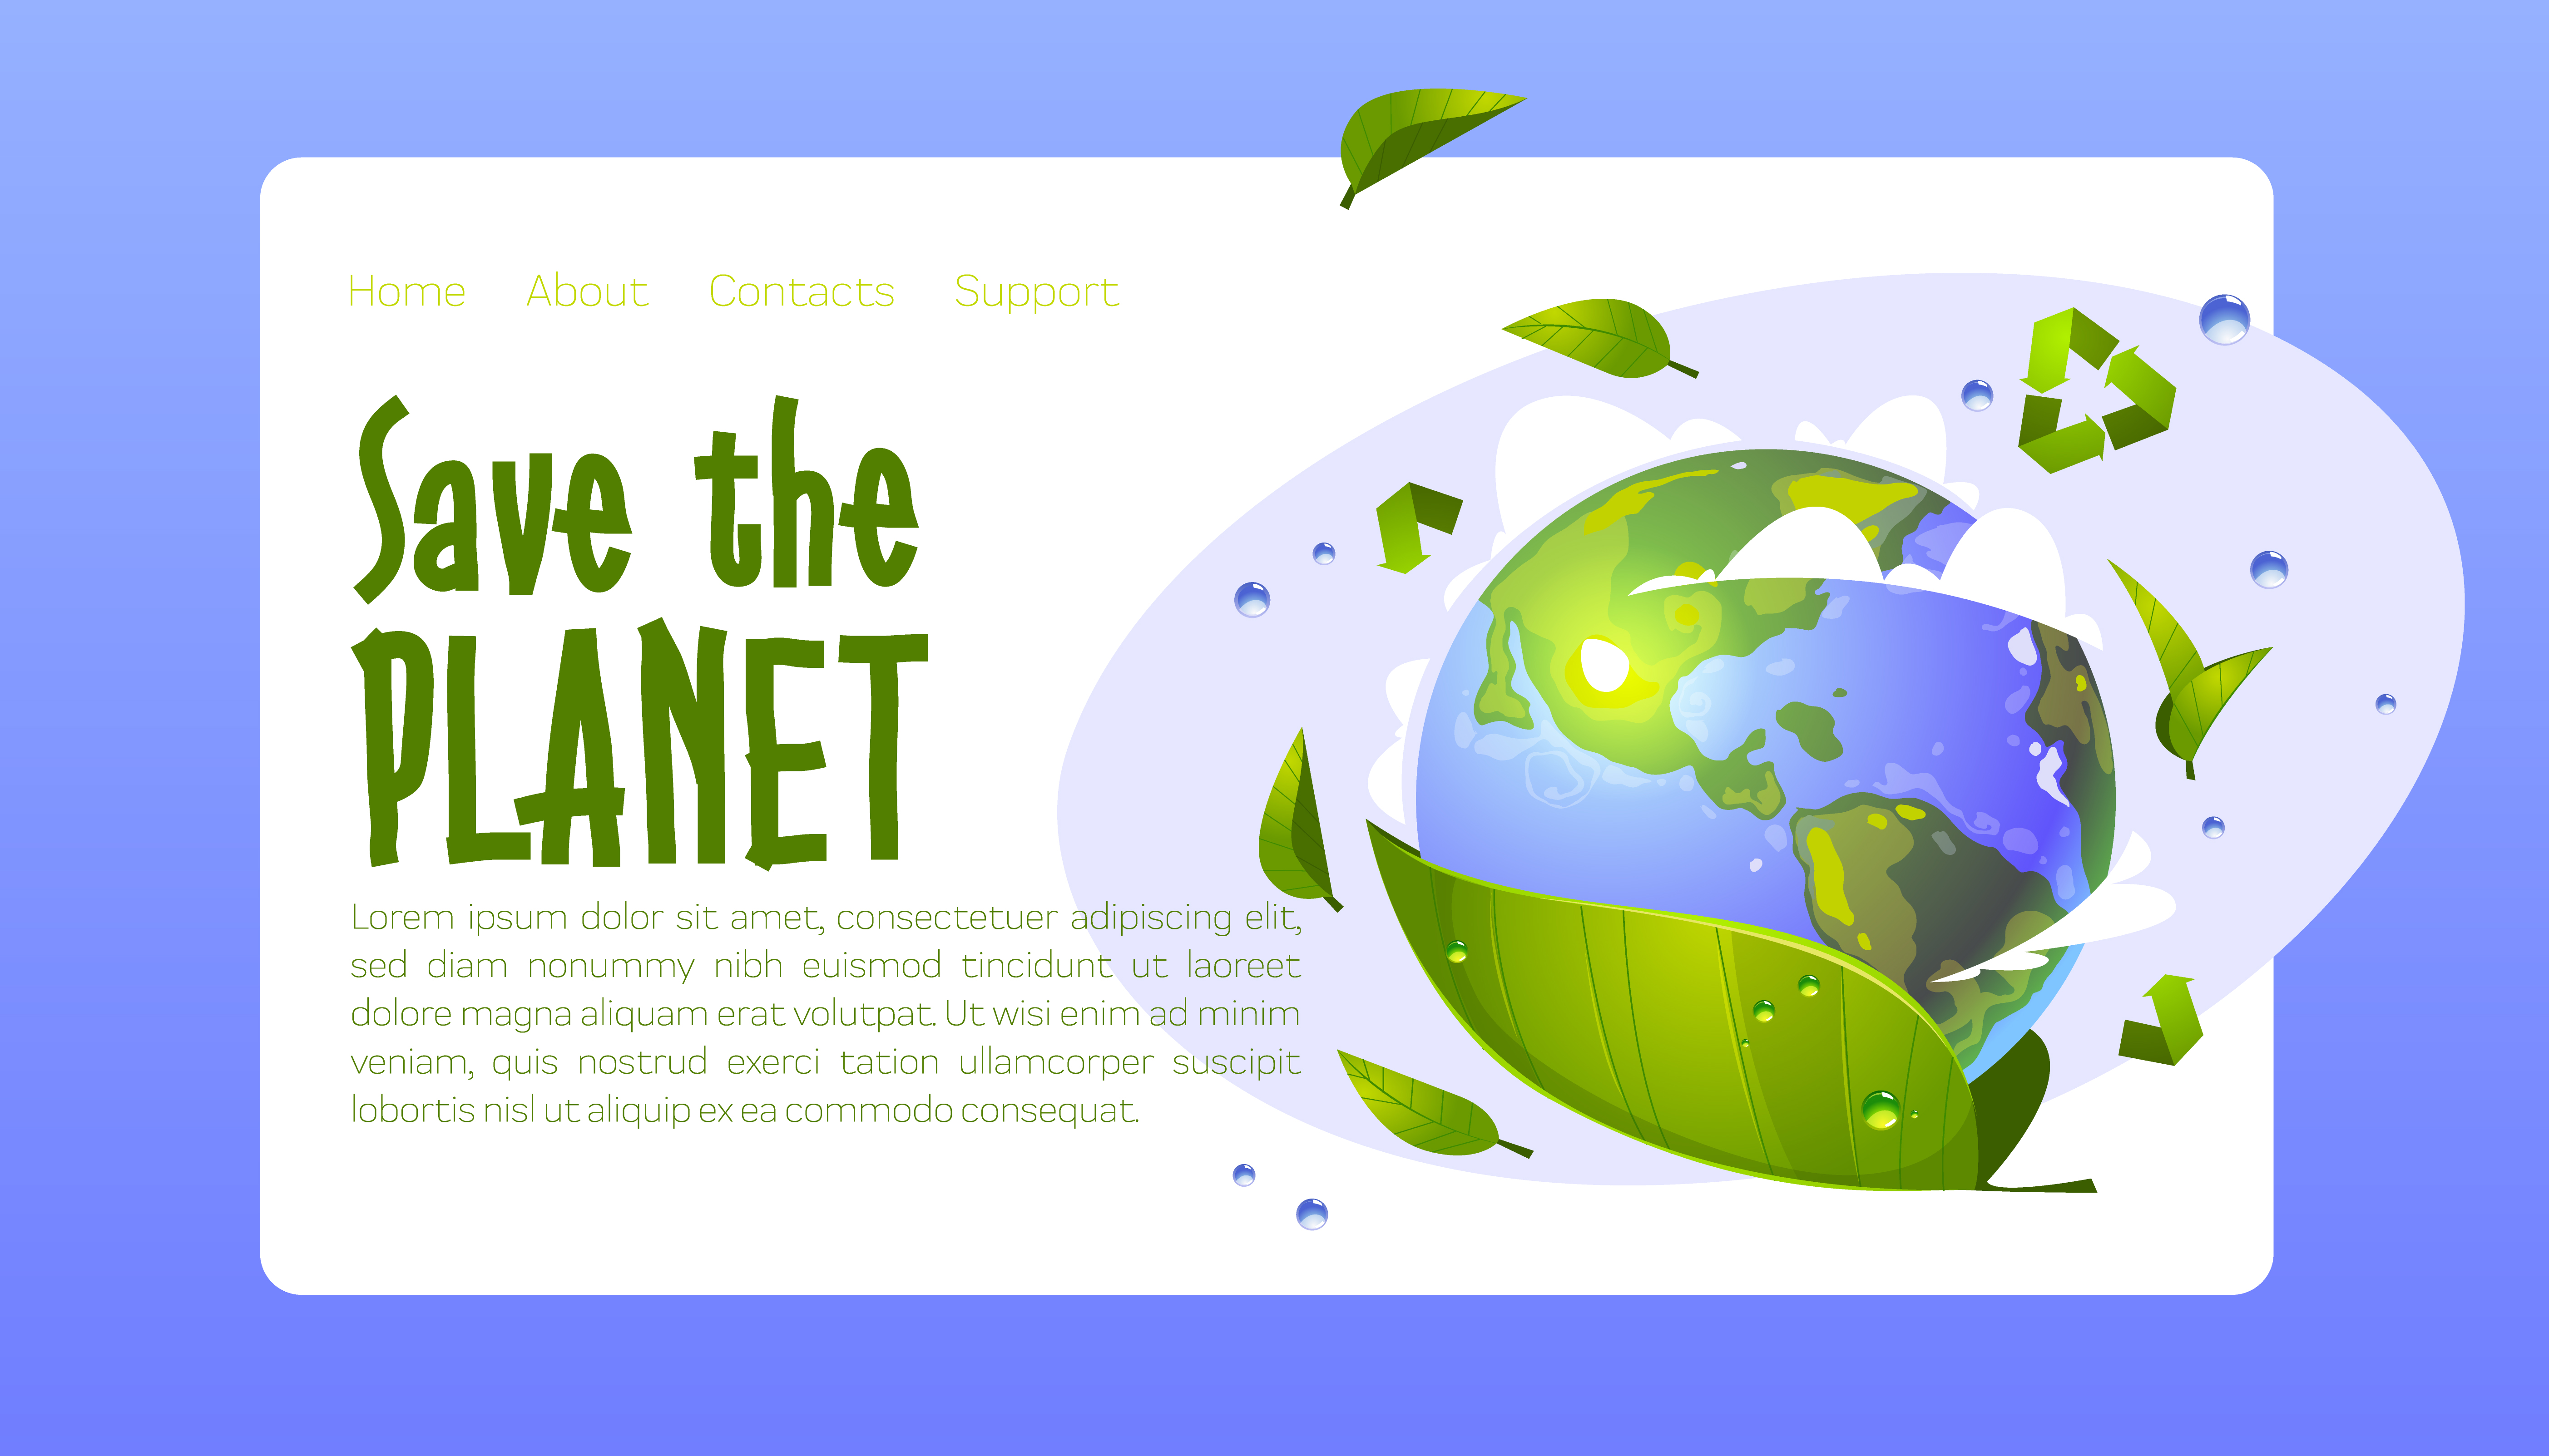 Home About Contacts Support
Save the
PLANET
Lorem ipsum dolor sit amet, consectetuer adipiscing elit,
sed diam nonummy nibh euismod tincidunt ut laoreet
dolore magna aliquam erat volutpat. Ut wisi enim ad minim
veniam, quis nostrud exerci tation ullamcorper suscipit
lobortis nisl ut aliquip ex ea commodo consequat.